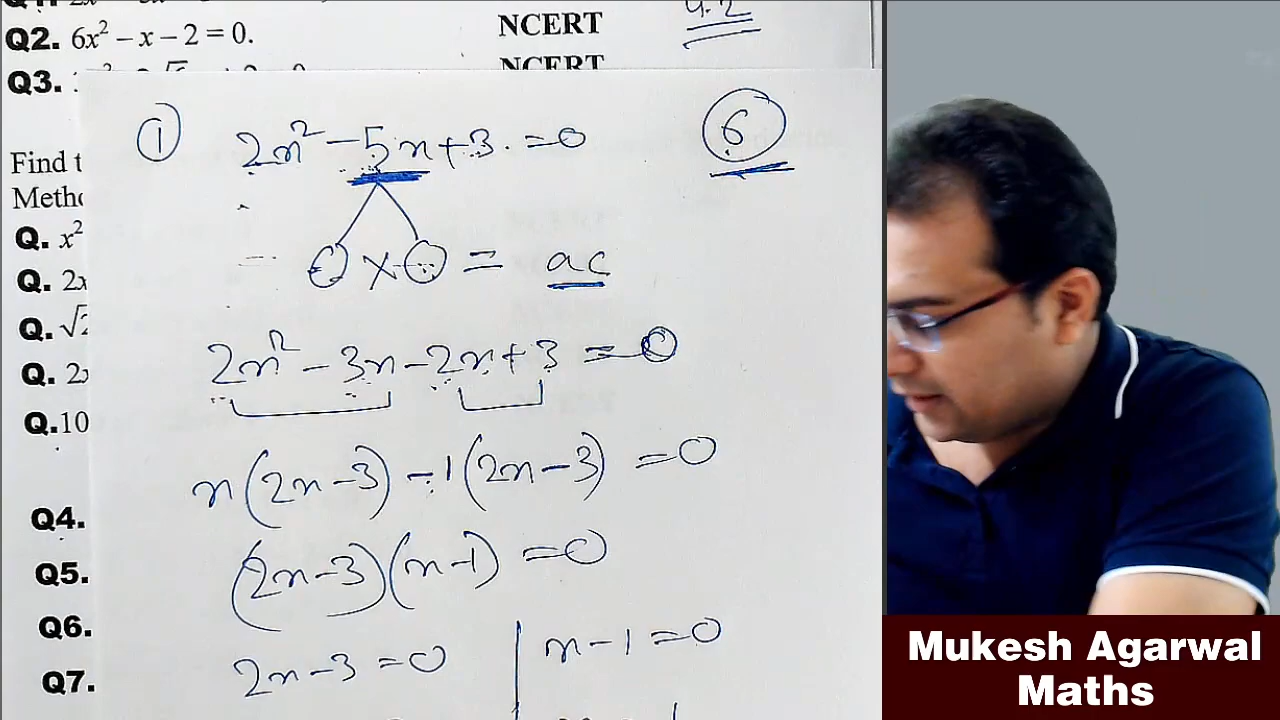 Q2. 6x² – x – 2 = 0. NCERT 4.2
Q3. NCERT
① 2x² – 5x + 3 = 0 6
Find t
Metho
Q. x²
○ × ○ = ac
Q. 2x
Q. √2
2x² – 3x – 2x + 3 = 0
Q. 2x
Q.10
x(2x – 3) – 1(2x – 3) = 0
Q4.
(2x – 3)(x – 1) = 0
Q5.
Q6.
2x – 3 = 0 | x – 1 = 0
Q7.
Mukesh Agarwal
Maths